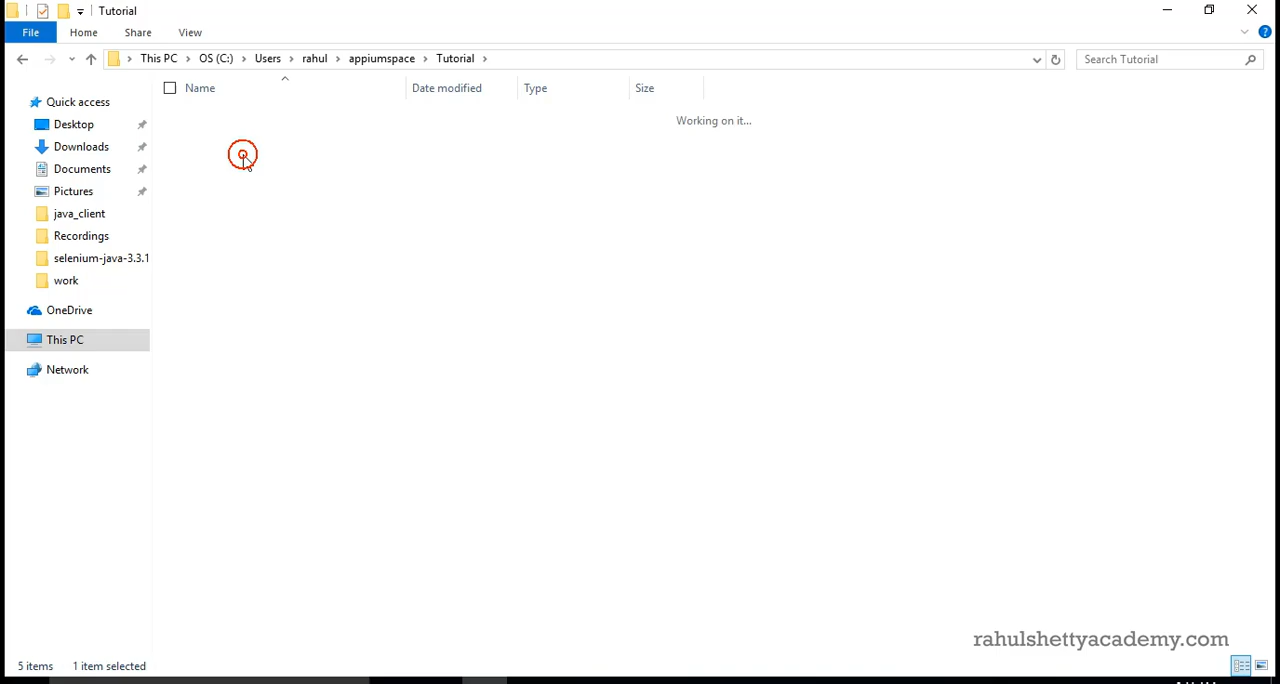 Tutorial
File Home Share View
This PC OS (C:) Users rahul appiumspace Tutorial
Search Tutorial
Name Date modified Type Size
Working on it...
Quick access
Desktop
Downloads
Documents
Pictures
java_client
Recordings
selenium-java-3.3.1
work
OneDrive
This PC
Network
rahulshettyacademy.com
5 items 1 item selected